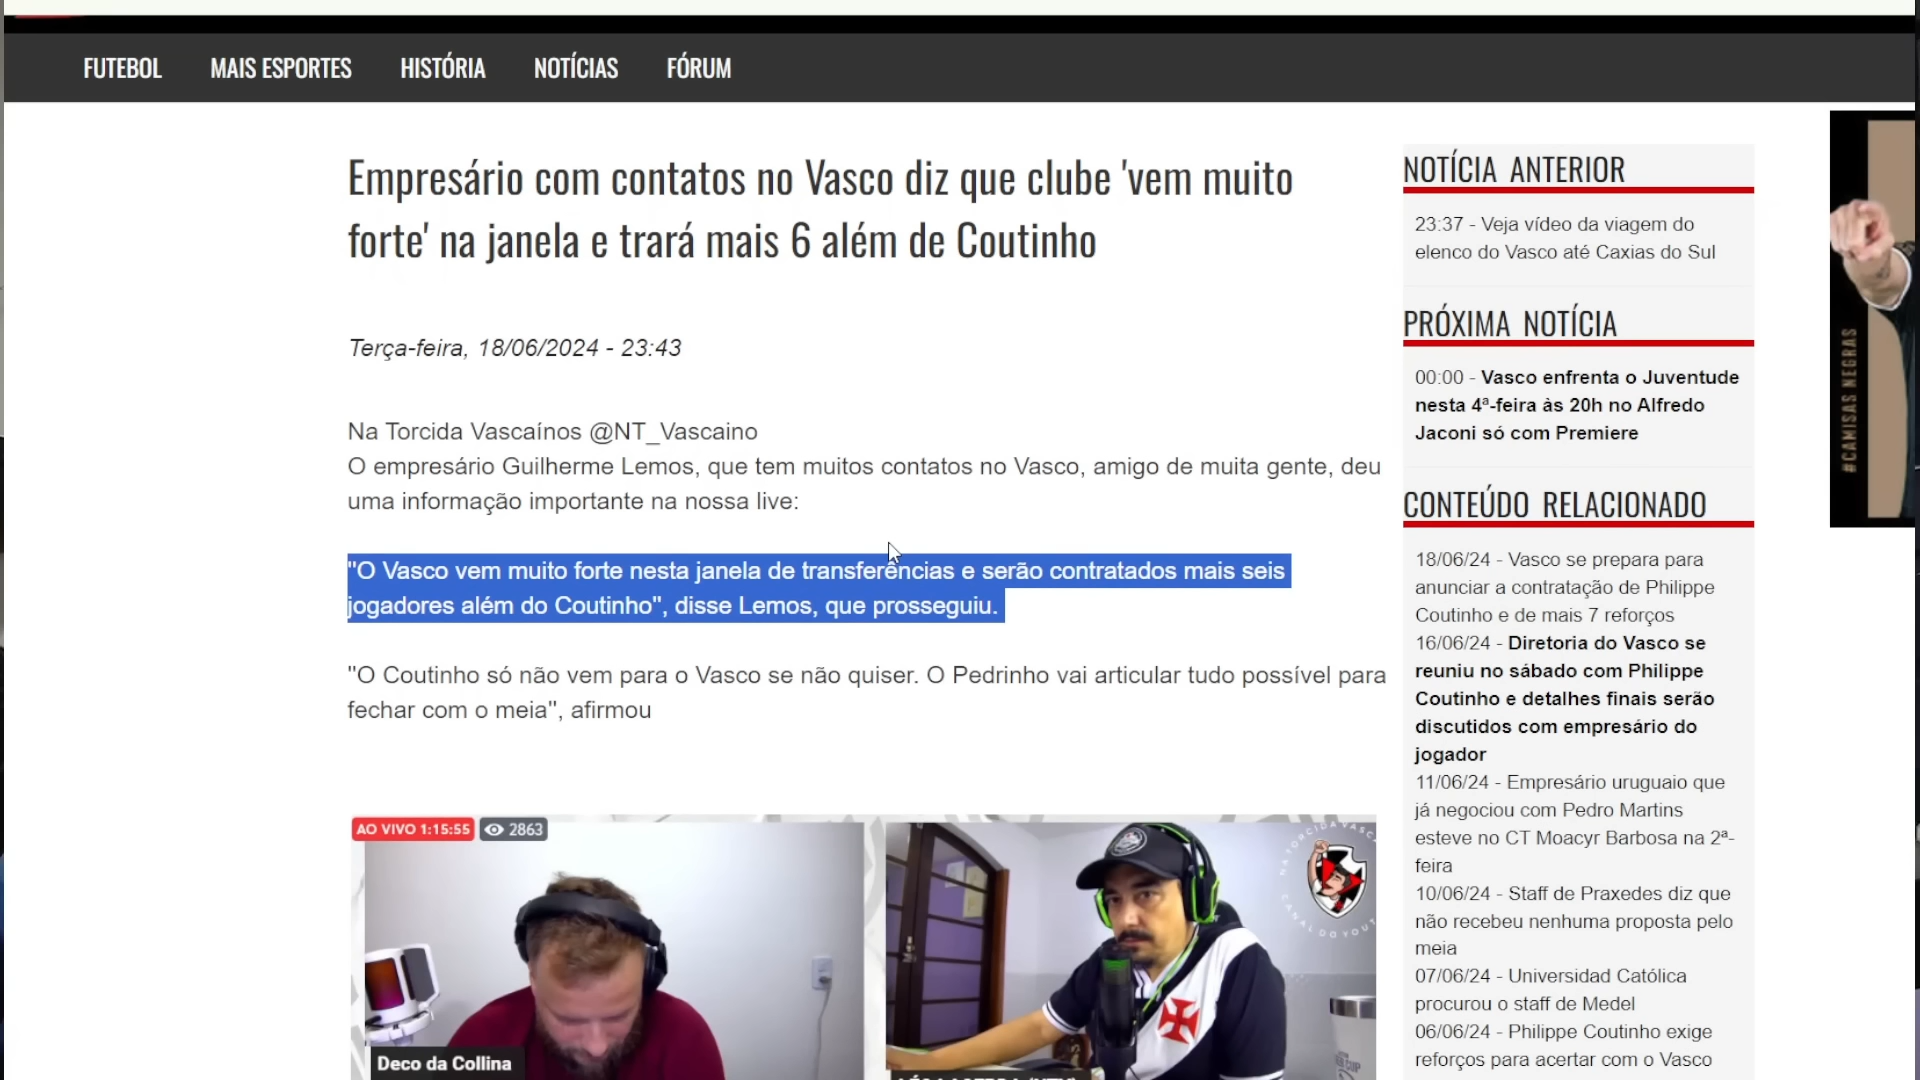 FUTEBOL MAIS ESPORTES HISTÓRIA NOTÍCIAS FÓRUM
Empresário com contatos no Vasco diz que clube 'vem muito
forte' na janela e trará mais 6 além de Coutinho
Terça-feira, 18/06/2024 - 23:43
Na Torcida Vascaínos @NT_Vascaino
O empresário Guilherme Lemos, que tem muitos contatos no Vasco, amigo de muita gente, deu
uma informação importante na nossa live:
"O Vasco vem muito forte nesta janela de transferências e serão contratados mais seis
jogadores além do Coutinho", disse Lemos, que prosseguiu.
"O Coutinho só não vem para o Vasco se não quiser. O Pedrinho vai articular tudo possível para
fechar com o meia", afirmou
AO VIVO 1:15:55 2863
Deco da Collina
NOTÍCIA ANTERIOR
23:37 - Veja vídeo da viagem do
elenco do Vasco até Caxias do Sul
PRÓXIMA NOTÍCIA
00:00 - Vasco enfrenta o Juventude
nesta 4ª-feira às 20h no Alfredo
Jaconi só com Premiere
CONTEÚDO RELACIONADO
18/06/24 - Vasco se prepara para
anunciar a contratação de Philippe
Coutinho e de mais 7 reforços
16/06/24 - Diretoria do Vasco se
reuniu no sábado com Philippe
Coutinho e detalhes finais serão
discutidos com empresário do
jogador
11/06/24 - Empresário uruguaio que
já negociou com Pedro Martins
esteve no CT Moacyr Barbosa na 2ª-
feira
10/06/24 - Staff de Praxedes diz que
não recebeu nenhuma proposta pelo
meia
07/06/24 - Universidad Católica
procurou o staff de Medel
06/06/24 - Philippe Coutinho exige
reforços para acertar com o Vasco
#CAMISAS NEGRAS